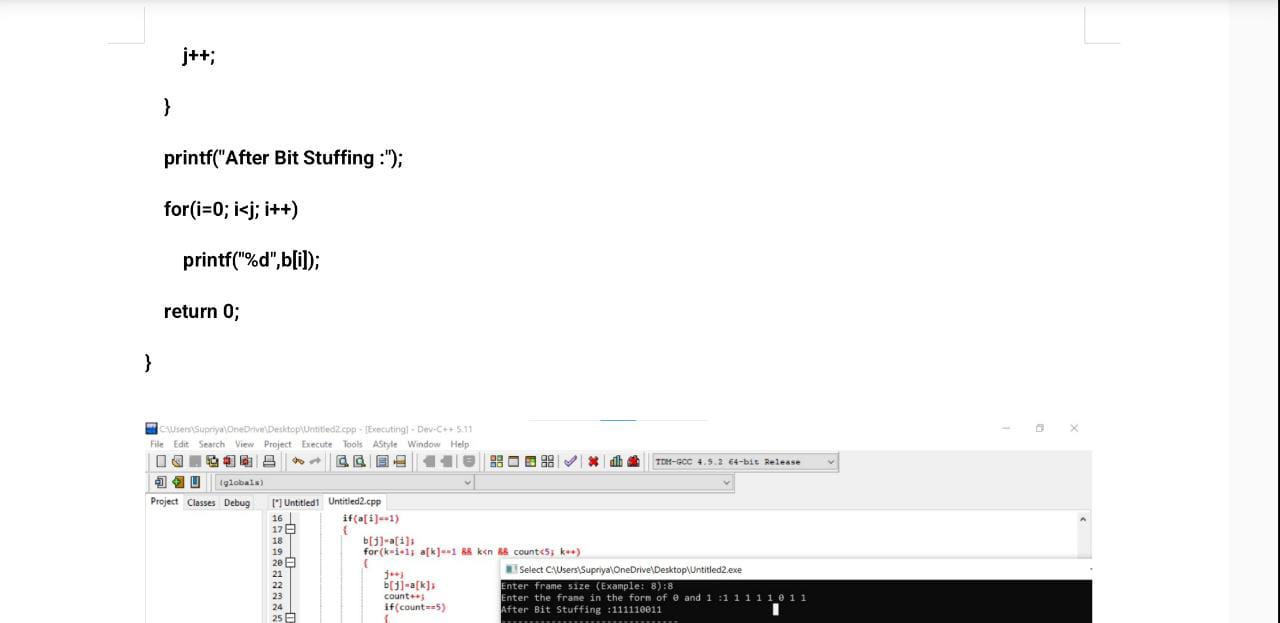 j++;
}
printf("After Bit Stuffing :");
for(i=0; i<j; i++)
printf("%d",b[i]);
return 0;
}
C:\Users\Supriya\OneDrive\Desktop\Untitled2.cpp - [Executing] - Dev-C++ 5.11
File Edit Search View Project Execute Tools AStyle Window Help
TDM-GCC 4.9.2 64-bit Release
(globals)
Project Classes Debug [*] Untitled1 Untitled2.cpp
16 if(a[i]==1)
17 {
18 b[j]=a[i];
19 for(k=i+1; a[k]==1 && k<n && count<5; k++)
20 {
21 j++;
22 b[j]=a[k];
23 count++;
24 if(count==5)
25 {
Select C:\Users\Supriya\OneDrive\Desktop\Untitled2.exe
Enter frame size (Example: 8):8
Enter the frame in the form of 0 and 1 :1 1 1 1 1 0 1 1
After Bit Stuffing :111110011
--------------------------------